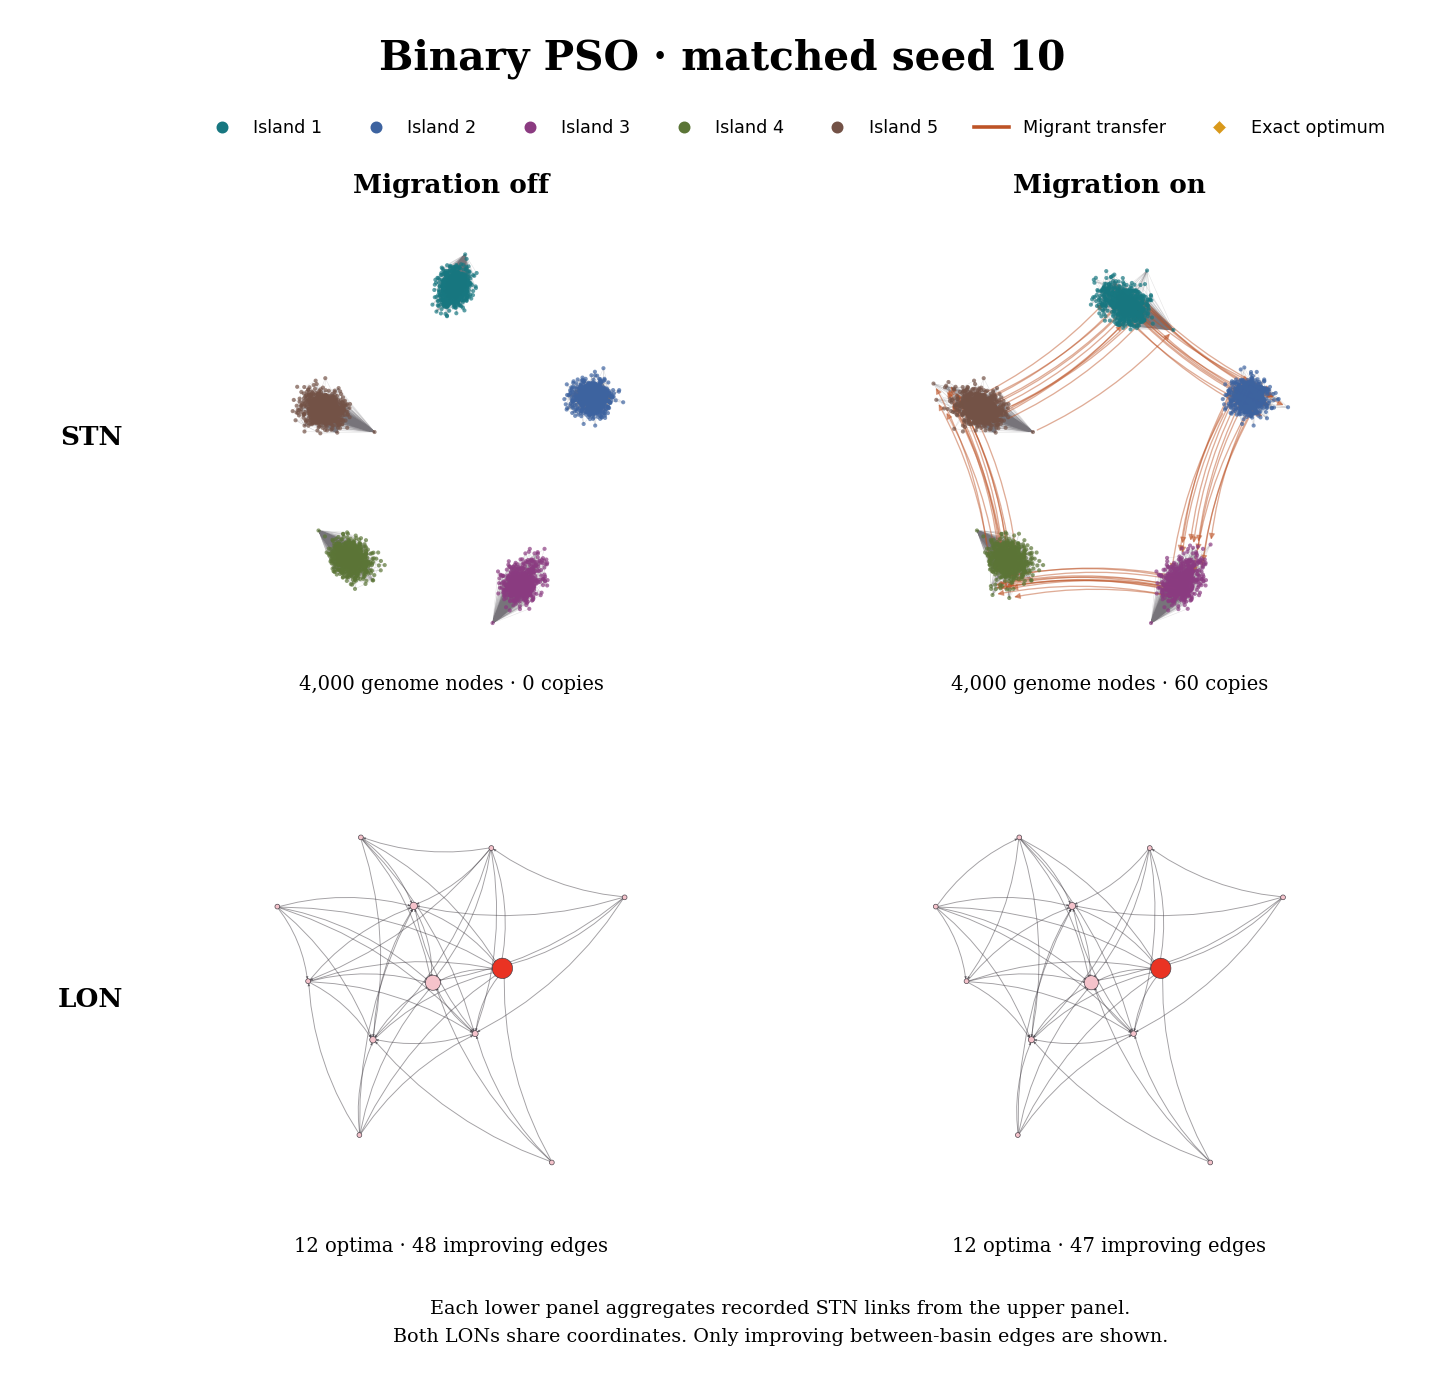 Binary PSO · matched seed 10
Island 1 Island 2 Island 3 Island 4 Island 5 Migrant transfer Exact optimum
Migration off Migration on
STN
4,000 genome nodes · 0 copies 4,000 genome nodes · 60 copies
LON
12 optima · 48 improving edges 12 optima · 47 improving edges
Each lower panel aggregates recorded STN links from the upper panel.
Both LONs share coordinates. Only improving between-basin edges are shown.